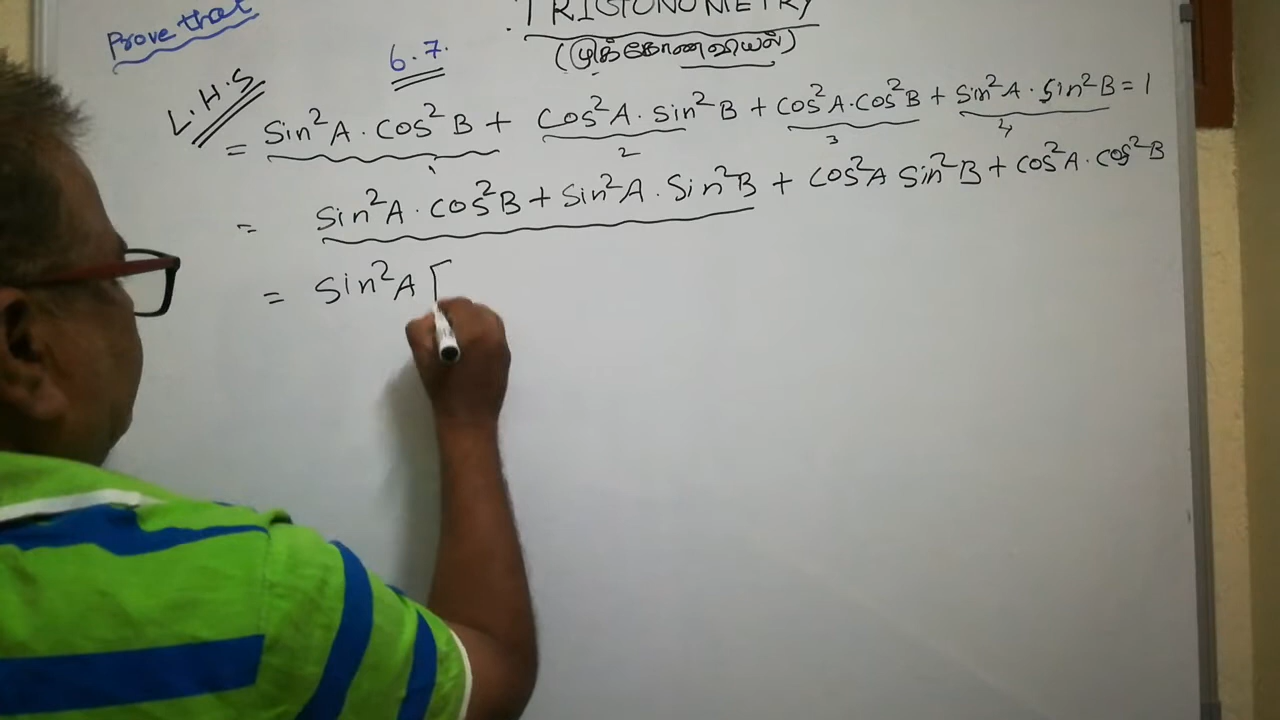 Prove that
TRIGONOMETRY
6.7.
(முக்கோணவியல்)
L.H.S
= Sin²A . Cos²B + Cos²A . Sin²B + Cos²A . Cos²B + Sin²A . Sin²B = 1
1 2 3 4
= Sin²A . Cos²B + Sin²A . Sin²B + Cos²A Sin²B + Cos²A . Cos²B
= Sin²A [